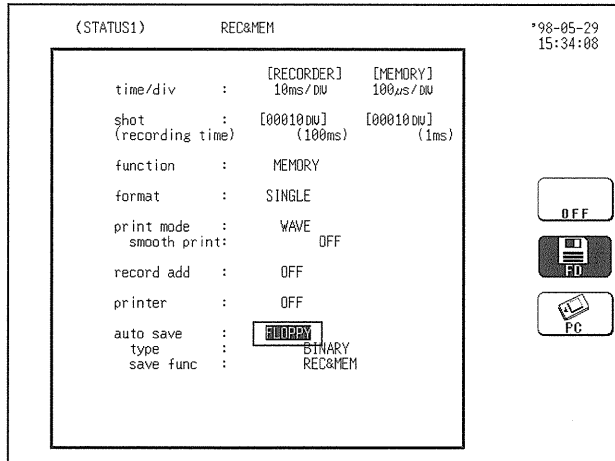 (STATUS1) REC&MEM '98-05-29
15:34:08
[RECORDER] [MEMORY]
time/div : 10ms/DIV 100µs/DIV
shot : [00010DIV] [00010DIV]
(recording time) (100ms) (1ms)
function : MEMORY
format : SINGLE
print mode : WAVE
smooth print: OFF
record add : OFF
printer : OFF
auto save : FLOPPY
type : BINARY
save func : REC&MEM
OFF
FD
PC